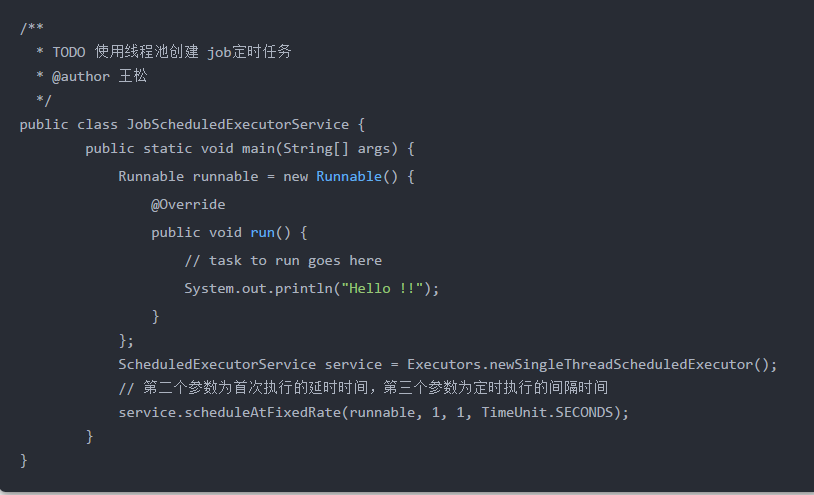 /**
  * TODO 使用线程池创建 job定时任务
  * @author 王松
  */
public class JobScheduledExecutorService {
        public static void main(String[] args) {
            Runnable runnable = new Runnable() {
                @Override
                public void run() {
                    // task to run goes here
                    System.out.println("Hello !!");
                }
            };
            ScheduledExecutorService service = Executors.newSingleThreadScheduledExecutor();
            // 第二个参数为首次执行的延时时间，第三个参数为定时执行的间隔时间
            service.scheduleAtFixedRate(runnable, 1, 1, TimeUnit.SECONDS);
        }
}